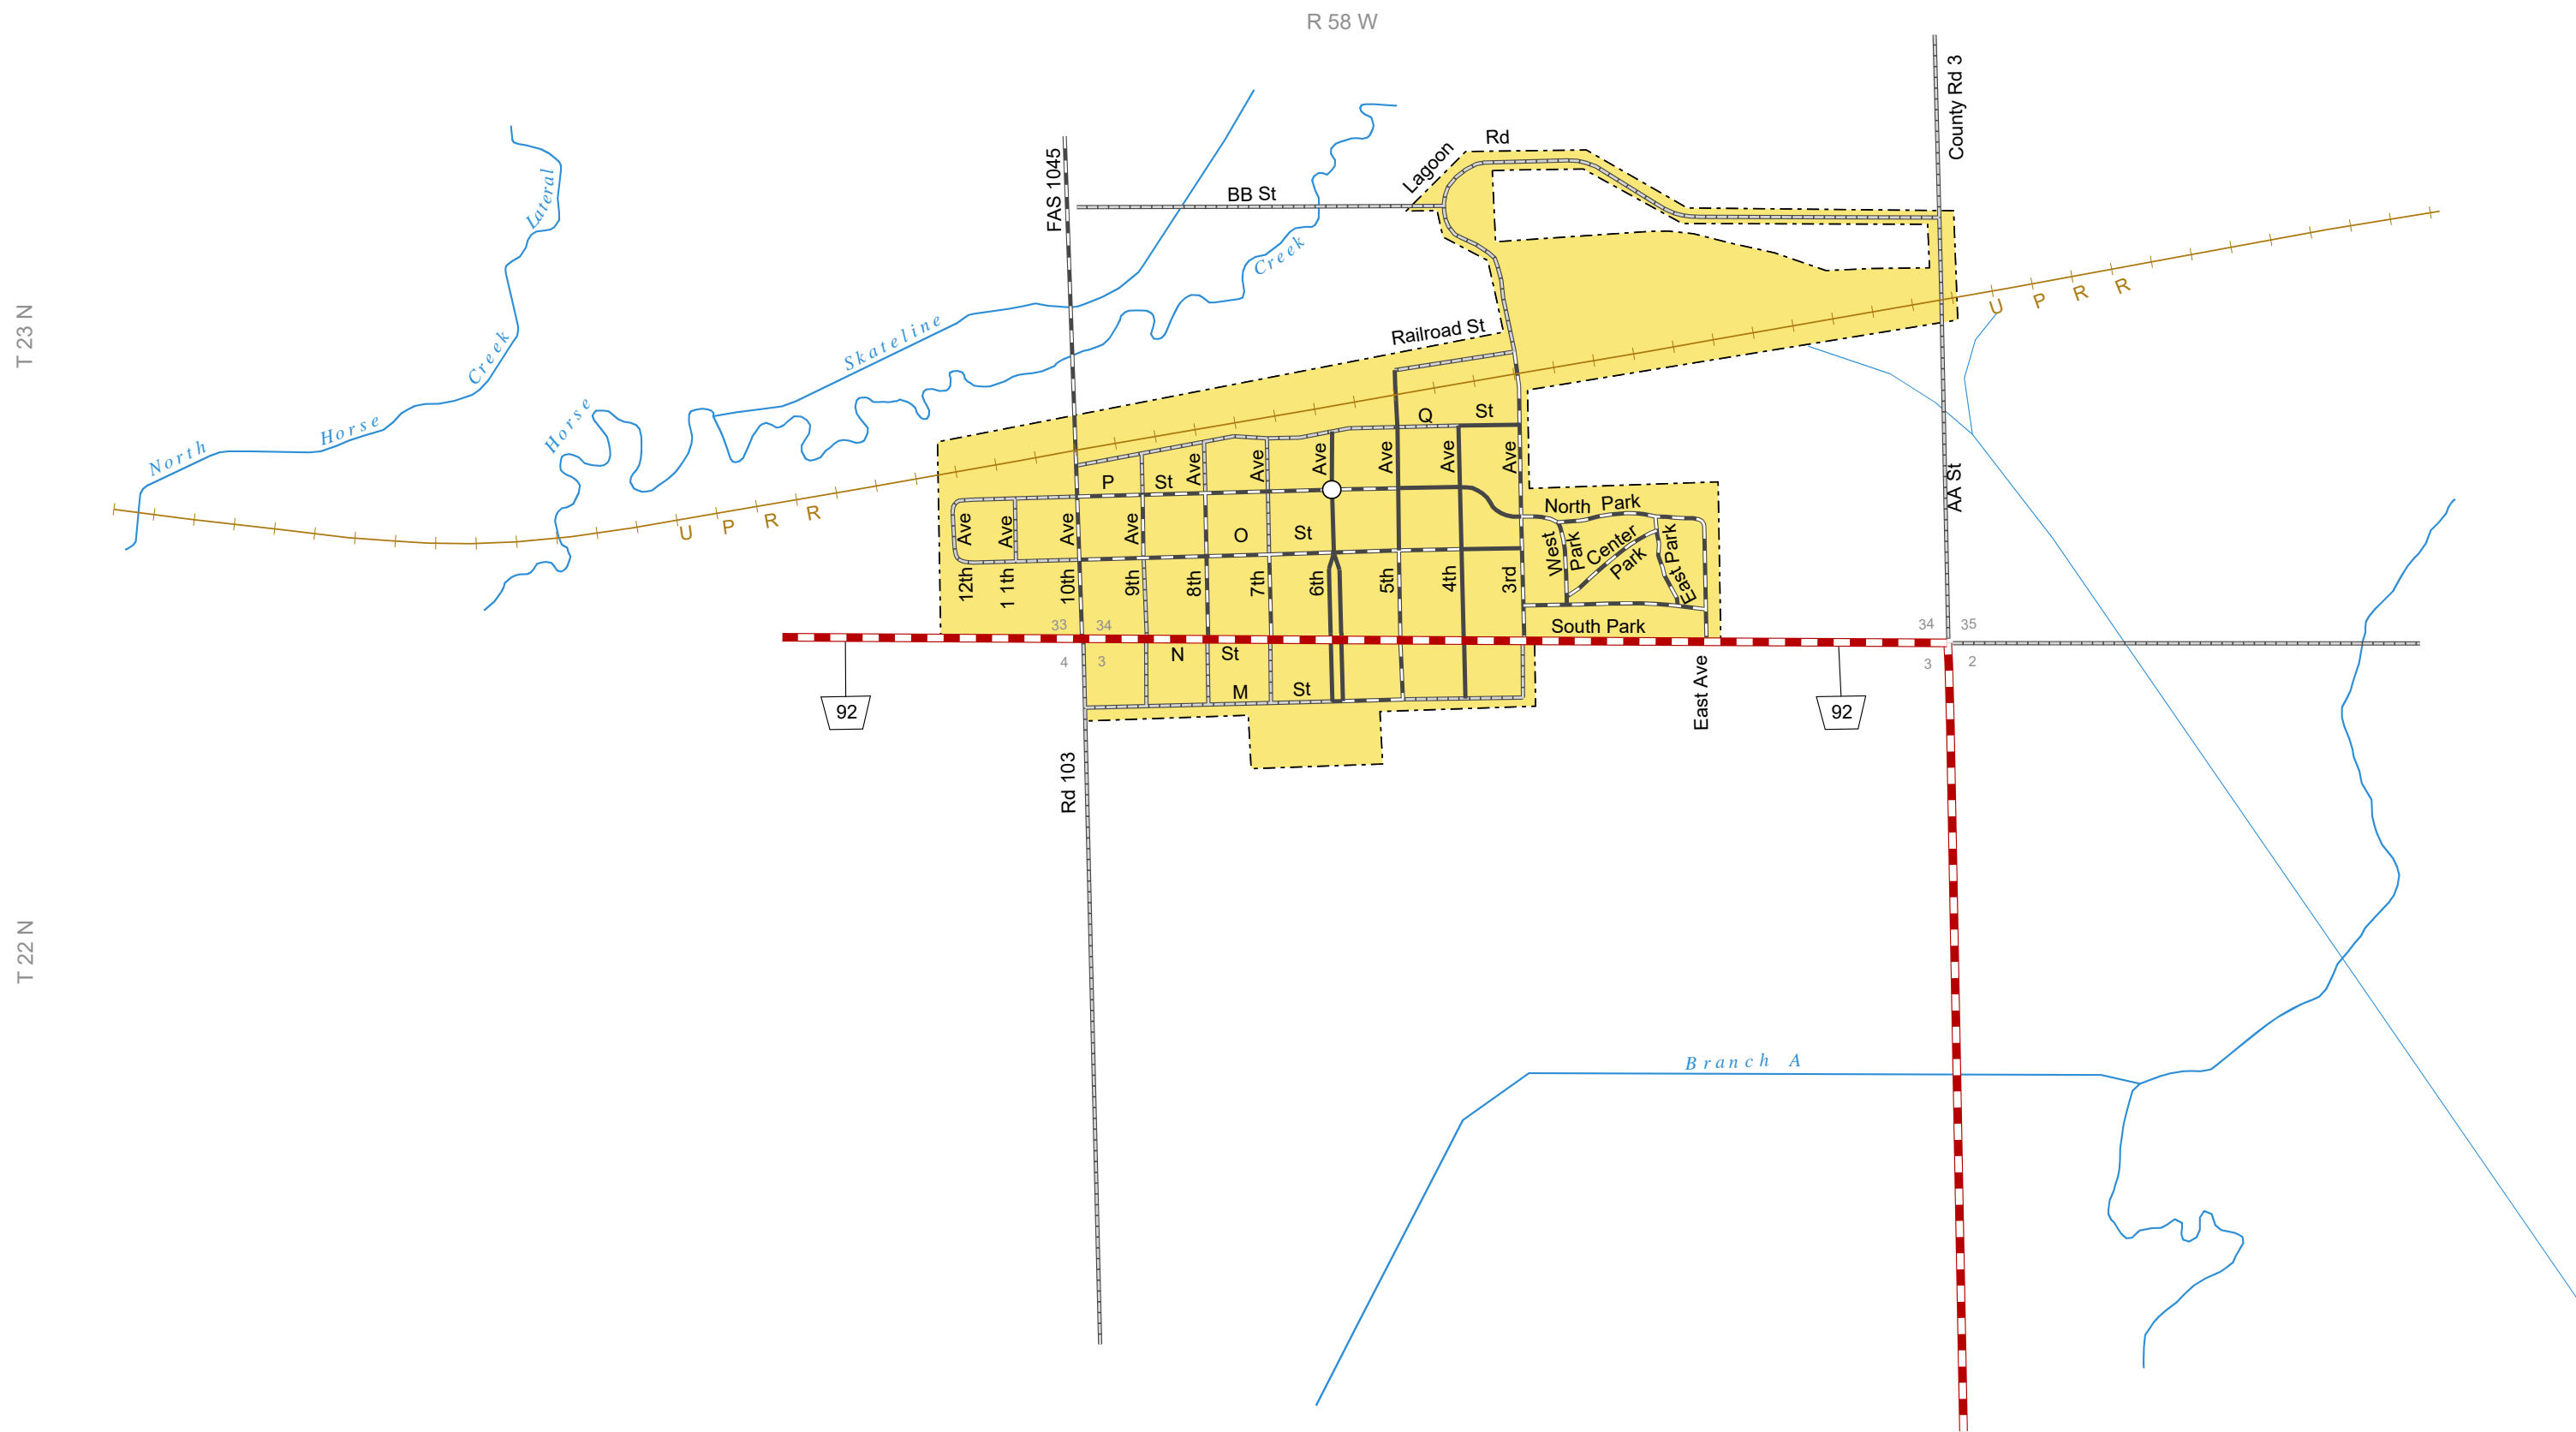 R 58 W
T 23 N
T 22 N
North Horse Creek Lateral
Horse Creek
Skateline
FAS 1045
BB St
Lagoon Rd
County Rd 3
Railroad St
U P R R
U P R R
Q St
P St
O St
N St
M St
12th Ave
1 1th Ave
10th Ave
9th Ave
8th Ave
7th Ave
6th Ave
5th Ave
4th Ave
3rd Ave
North Park
West Park
Center Park
East Park
South Park
AA St
East Ave
33 34
4 3
34 35
3 2
92
92
Rd 103
Branch A